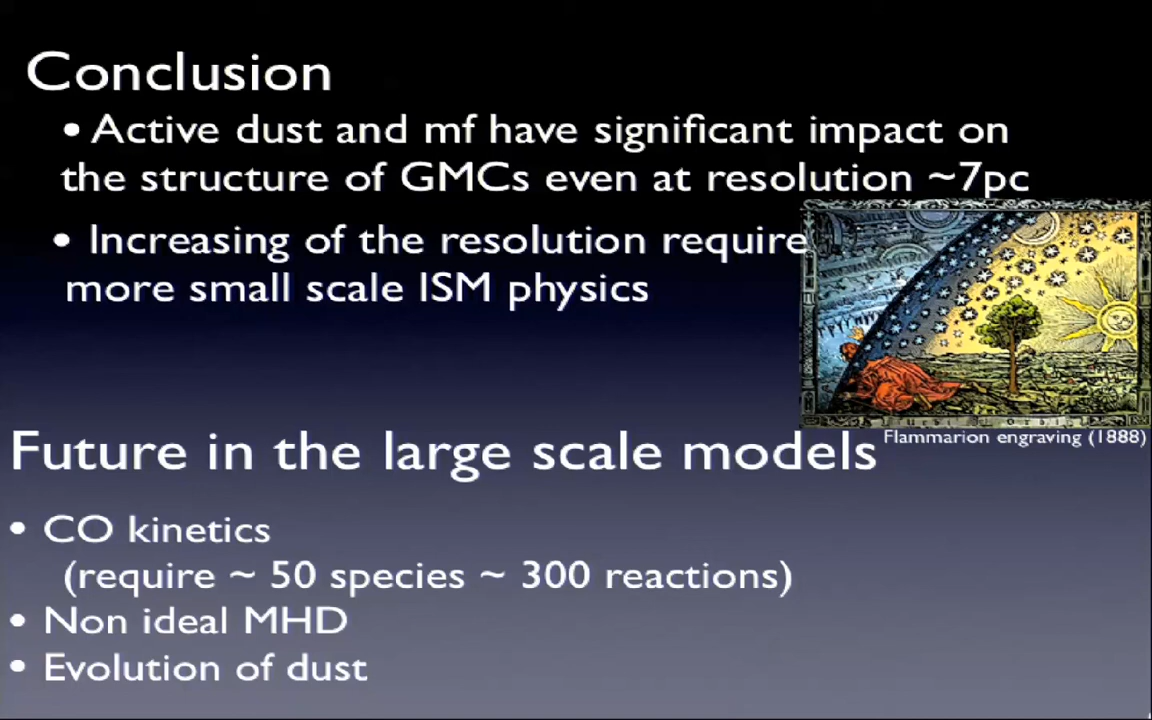 Conclusion
• Active dust and mf have significant impact on
the structure of GMCs even at resolution ~7pc
• Increasing of the resolution require
more small scale ISM physics
Flammarion engraving (1888)
Future in the large scale models
• CO kinetics
(require ~ 50 species ~ 300 reactions)
• Non ideal MHD
• Evolution of dust